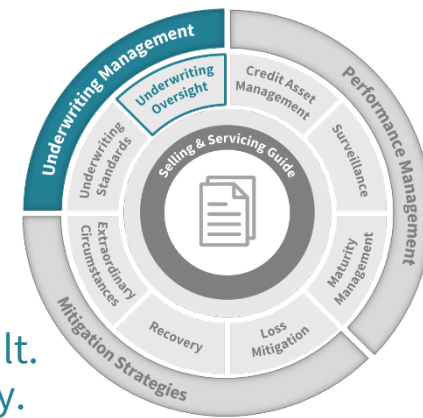 Underwriting Management
Underwriting
Oversight
Credit Asset
Management
Performance Management
Surveillance
Maturity
Management
Loss
Mitigation
Recovery
Mitigation Strategies
Extraordinary
Circumstances
Underwriting
Standards
Selling & Servicing Guide
lt.
y.